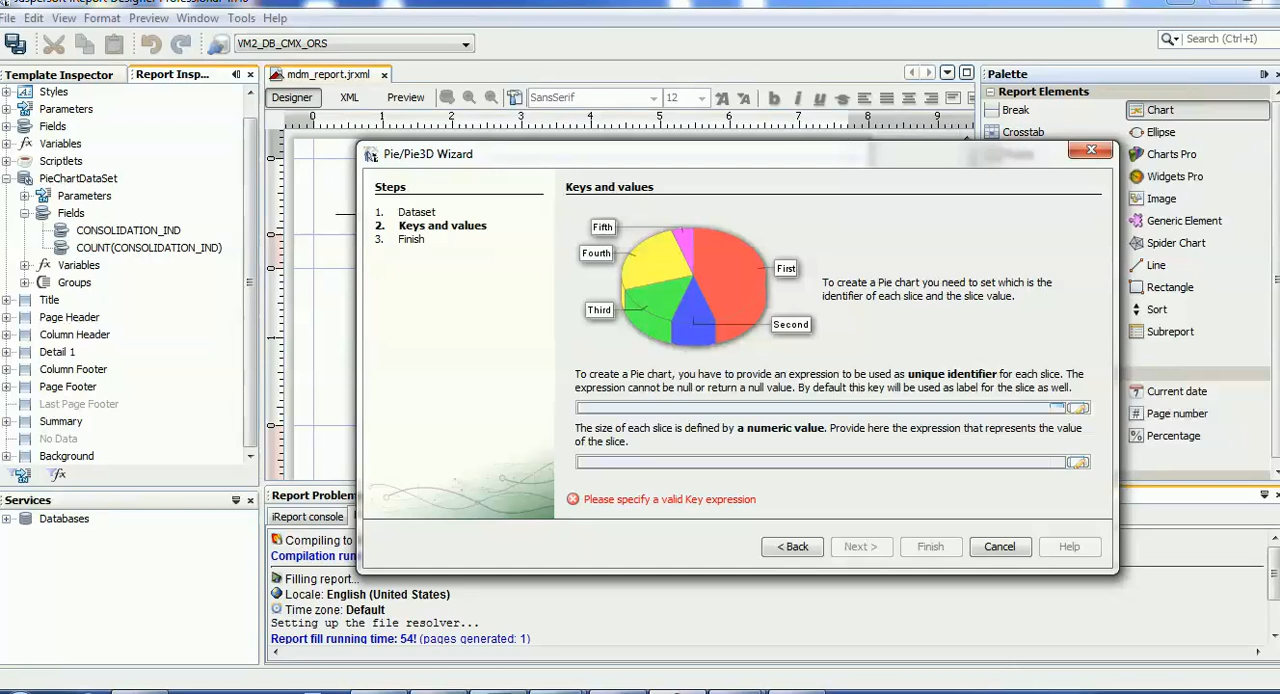 File Edit View Format Preview Window Tools Help
VM2_DB_CMX_ORS
Search (Ctrl+I)
Template Inspector Report Insp...
Styles
Parameters
Fields
Variables
Scriptlets
PieChartDataSet
Parameters
Fields
CONSOLIDATION_IND
COUNT(CONSOLIDATION_IND)
Variables
Groups
Title
Page Header
Column Header
Detail 1
Column Footer
Page Footer
Last Page Footer
Summary
No Data
Background
Services
Databases
mdm_report.jrxml
Designer XML Preview SansSerif 12
0 1 2 3 4 5 6 7 8 9
Pie/Pie3D Wizard
Steps
1. Dataset
2. Keys and values
3. Finish
Keys and values
Fifth
Fourth
Third
First
Second
To create a Pie chart you need to set which is the
identifier of each slice and the slice value.
To create a Pie chart, you have to provide an expression to be used as unique identifier for each slice. The
expression cannot be null or return a null value. By default this key will be used as label for the slice as well.
The size of each slice is defined by a numeric value. Provide here the expression that represents the value
of the slice.
Please specify a valid Key expression
< Back Next > Finish Cancel Help
Report Problem
iReport console
Compiling to
Compilation run
Filling report...
Locale: English (United States)
Time zone: Default
Setting up the file resolver...
Report fill running time: 54! (pages generated: 1)
Palette
Report Elements
Break
Chart
Crosstab
Ellipse
Charts Pro
Widgets Pro
Image
Generic Element
Spider Chart
Line
Rectangle
Sort
Subreport
Current date
Page number
Percentage